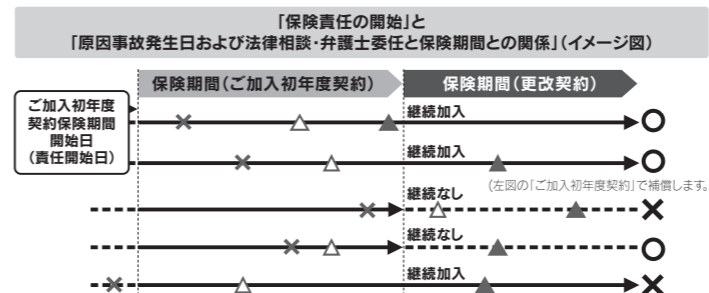 「保険責任の開始」と
「原因事故発生日および法律相談・弁護士委任と保険期間との関係」(イメージ図)
保険期間(ご加入初年度契約)
保険期間(更改契約)
ご加入初年度
契約保険期間
開始日
(責任開始日)
継続加入
継続加入
(左図の「ご加入初年度契約」で補償します。
継続なし
継続なし
継続加入